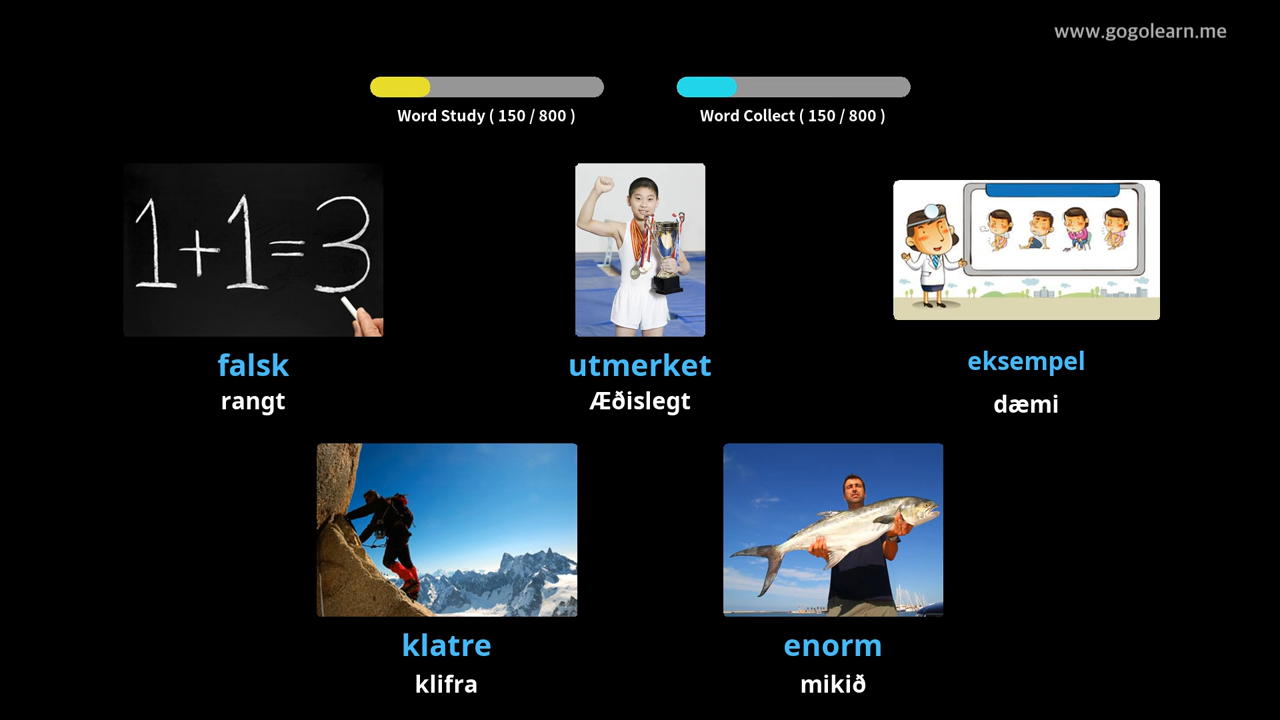 www.gogolearn.me
Word Study ( 150 / 800 )
Word Collect ( 150 / 800 )
1+1=3
falsk
rangt
utmerket
Æðislegt
eksempel
dæmi
klatre
klifra
enorm
mikið